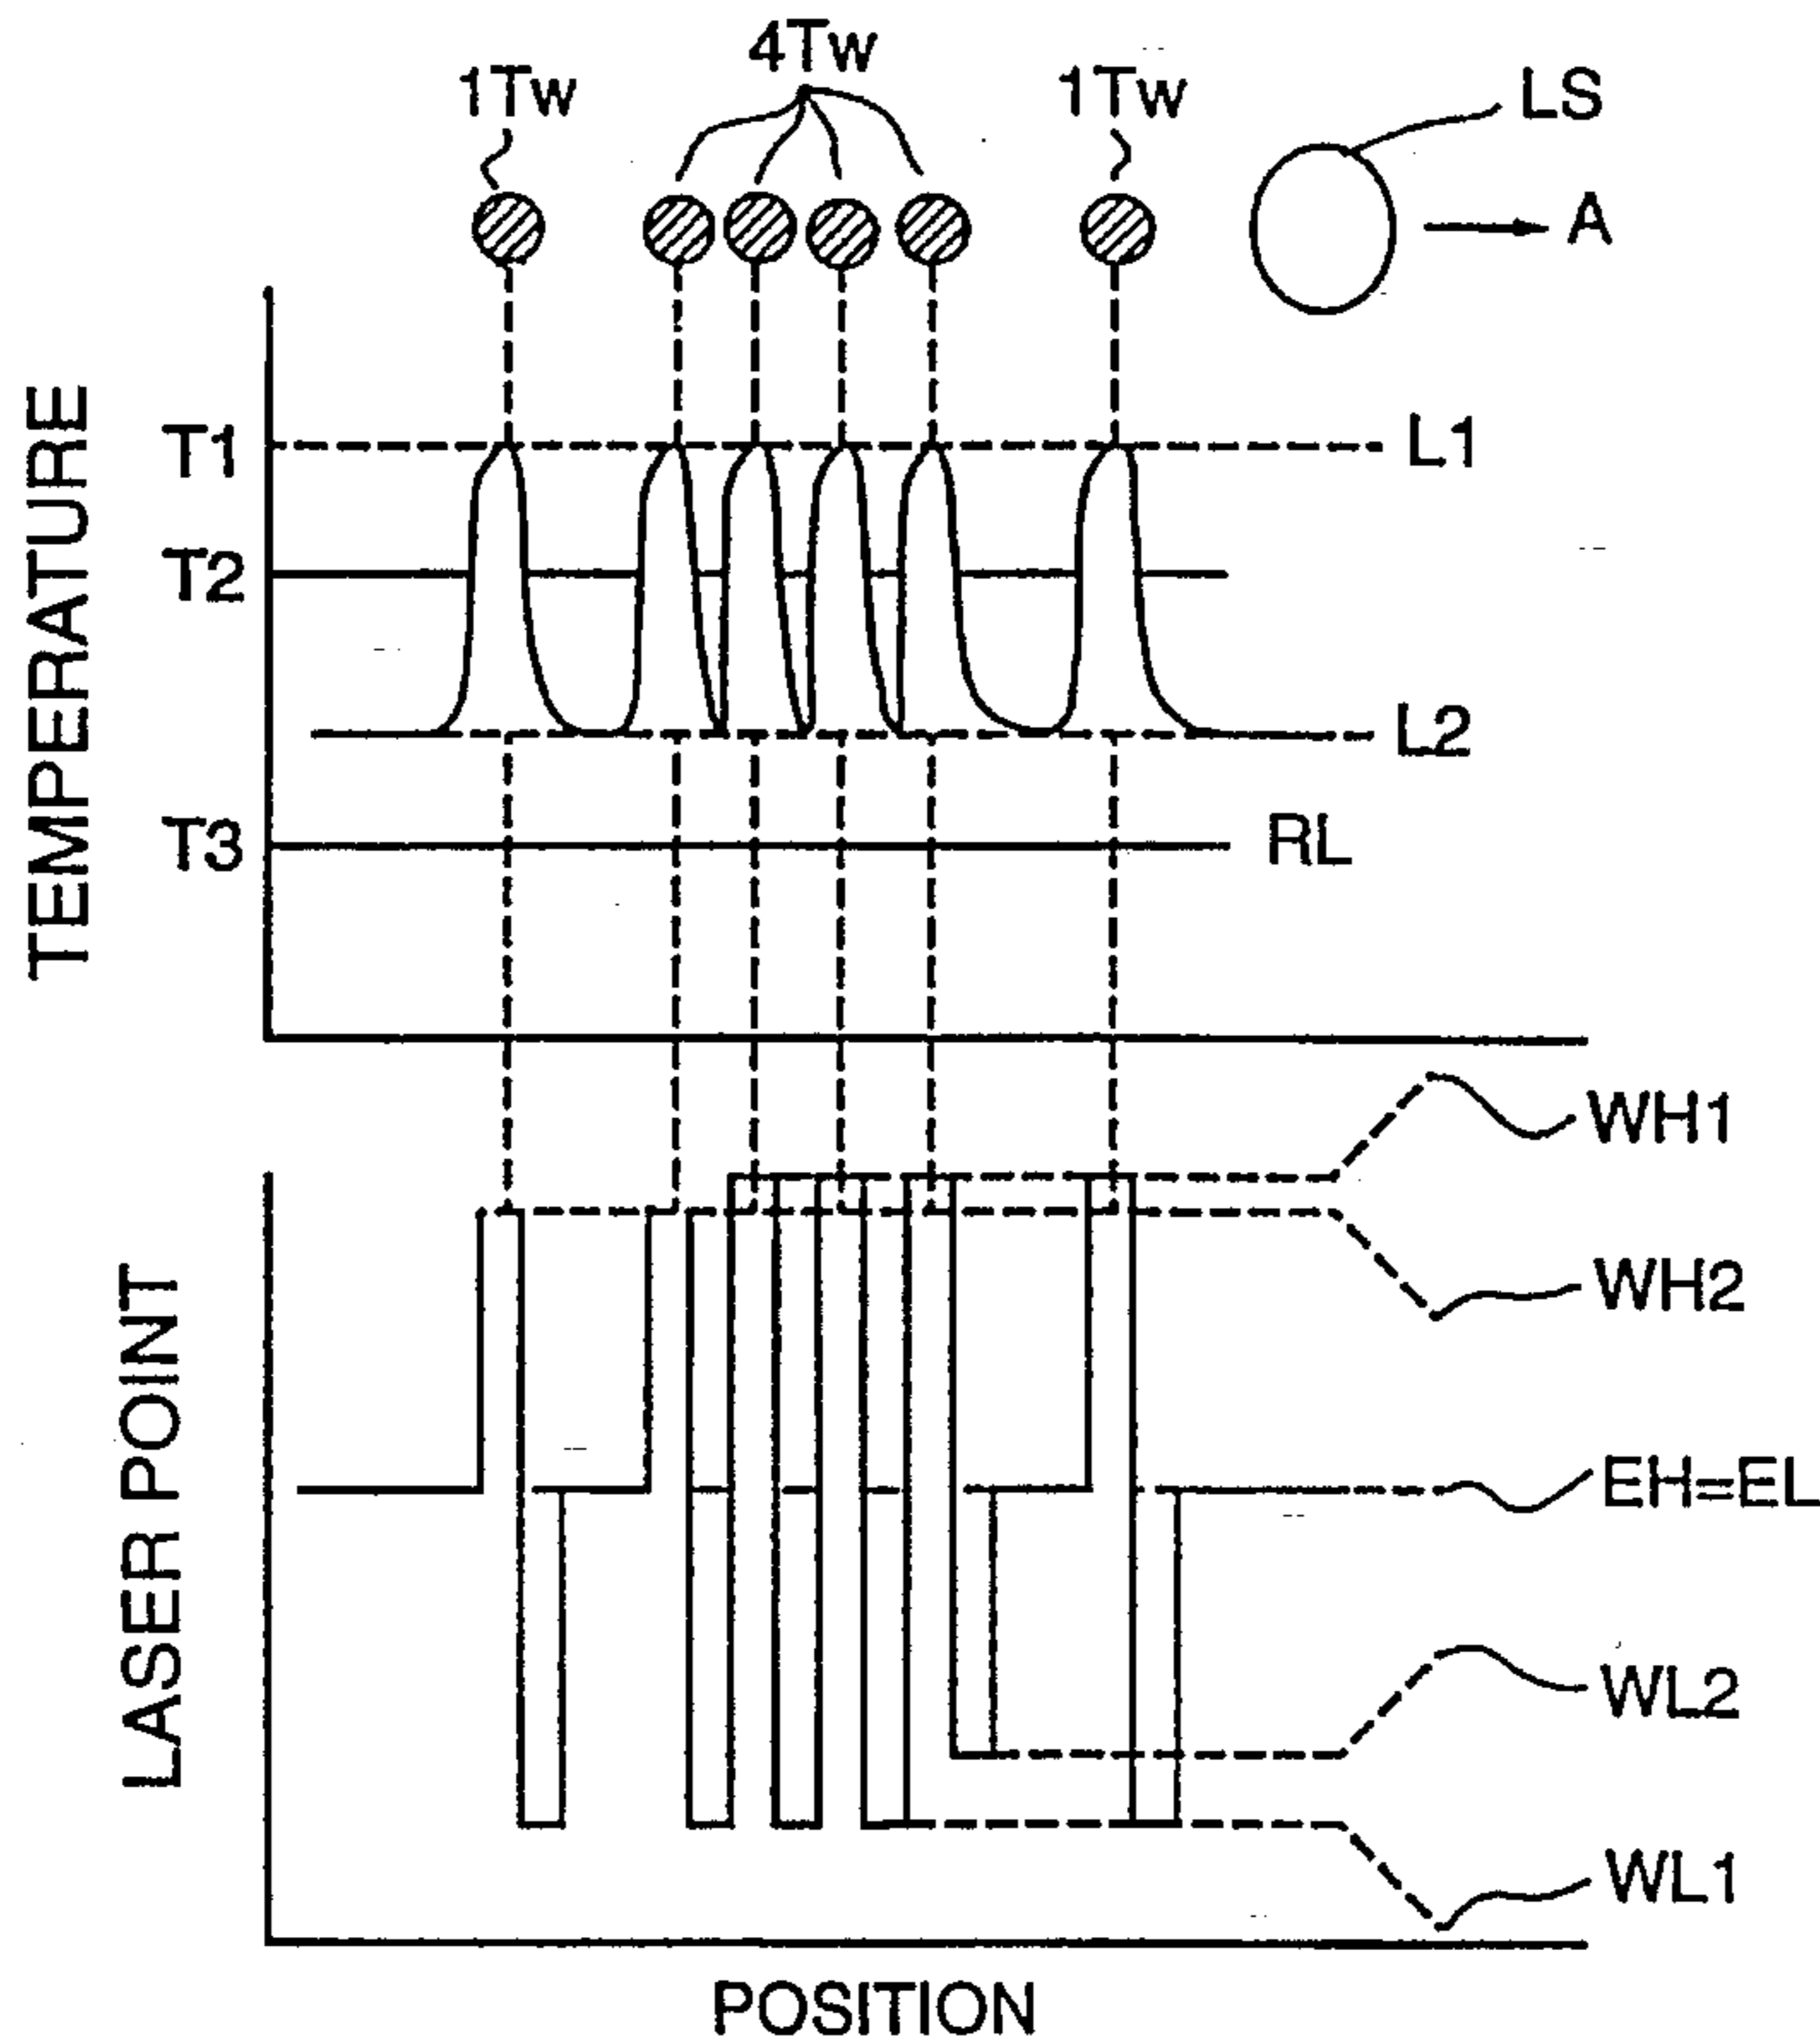 4Tw
1Tw
1Tw
LS
A
TEMPERATURE
T1
L1
T2
L2
T3
RL
WH1
WH2
LASER POINT
EH=EL
WL2
WL1
POSITION